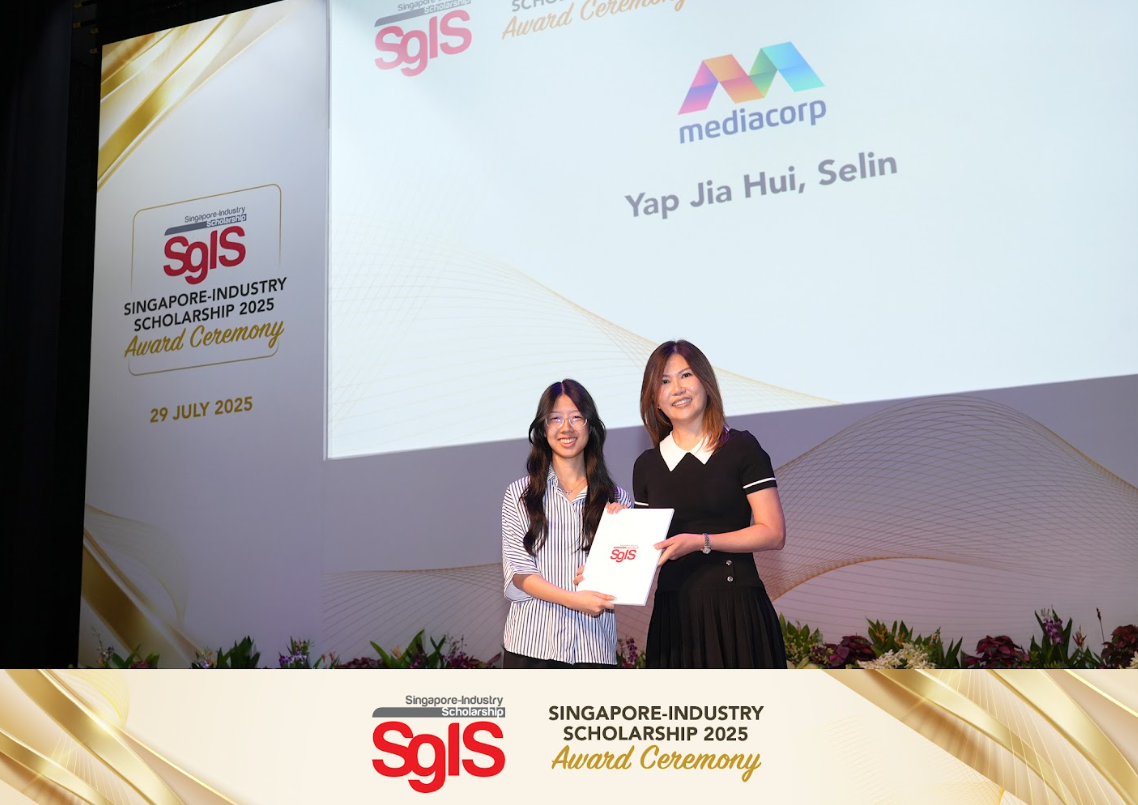 Singapore-Industry
Scholarship
SgIS
Award Ceremony
mediacorp
Yap Jia Hui, Selin
Singapore-Industry
Scholarship
SgIS
SINGAPORE-INDUSTRY
SCHOLARSHIP 2025
Award Ceremony
29 JULY 2025
SgIS
Singapore-Industry
Scholarship
SgIS
SINGAPORE-INDUSTRY
SCHOLARSHIP 2025
Award Ceremony